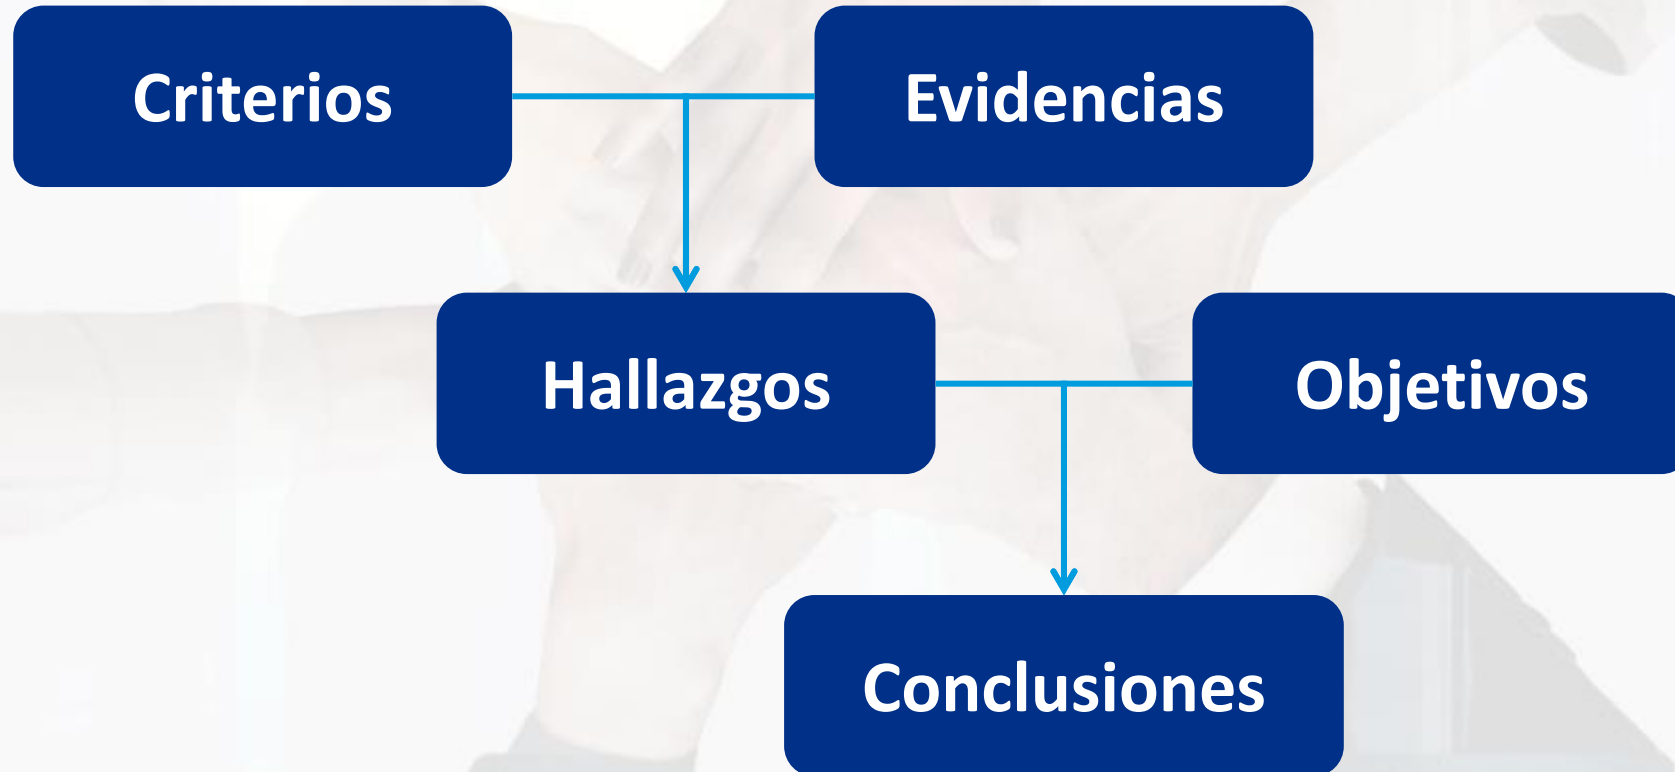 Criterios
Evidencias
Hallazgos
Objetivos
Conclusiones